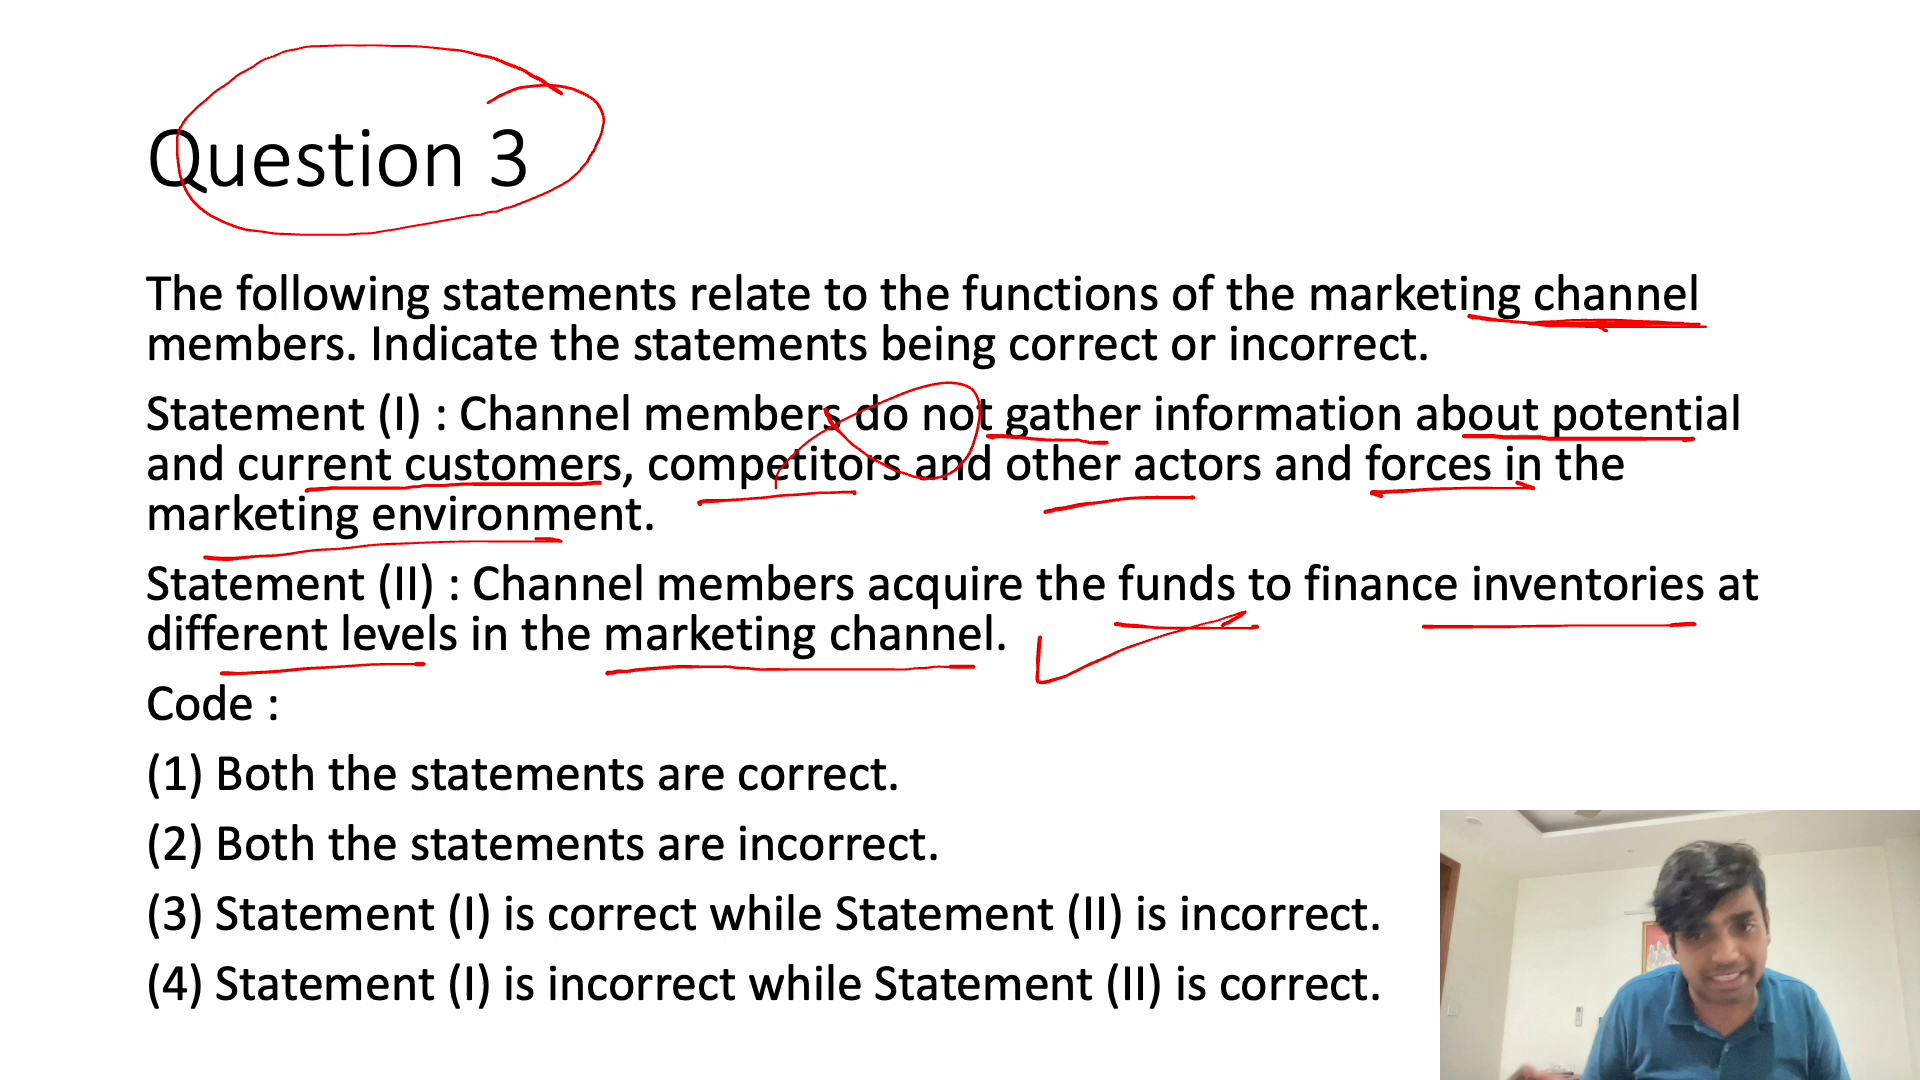 Question 3
The following statements relate to the functions of the marketing channel
members. Indicate the statements being correct or incorrect.
Statement (I) : Channel members do not gather information about potential
and current customers, competitors and other actors and forces in the
marketing environment.
Statement (II) : Channel members acquire the funds to finance inventories at
different levels in the marketing channel.
Code :
(1) Both the statements are correct.
(2) Both the statements are incorrect.
(3) Statement (I) is correct while Statement (II) is incorrect.
(4) Statement (I) is incorrect while Statement (II) is correct.